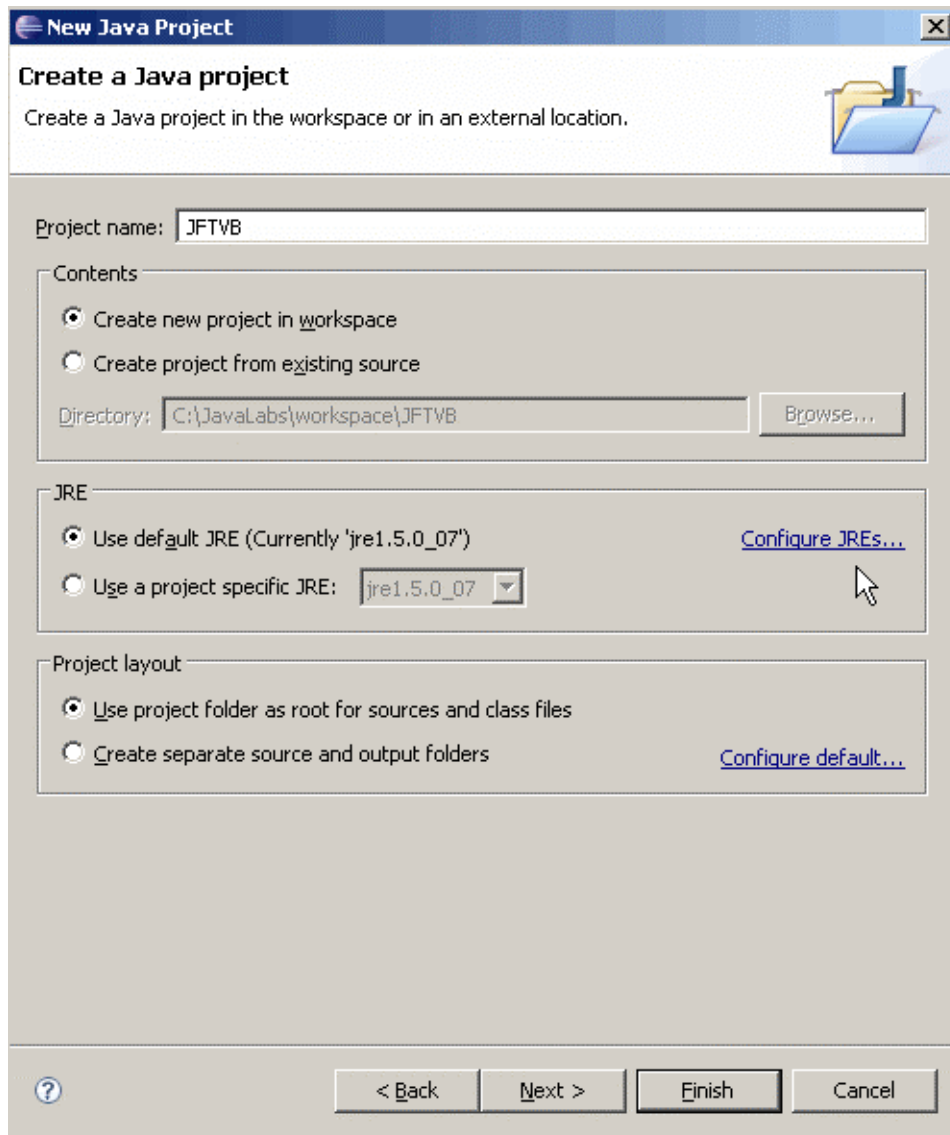 New Java Project
Create a Java project
Create a Java project in the workspace or in an external location.
Project name: JFTVB
Contents
Create new project in workspace
Create project from existing source
Directory: C:\JavaLabs\workspace\JFTVB Browse...
JRE
Use default JRE (Currently 'jre1.5.0_07') Configure JREs...
Use a project specific JRE: jre1.5.0_07
Project layout
Use project folder as root for sources and class files
Create separate source and output folders Configure default...
? < Back Next > Finish Cancel